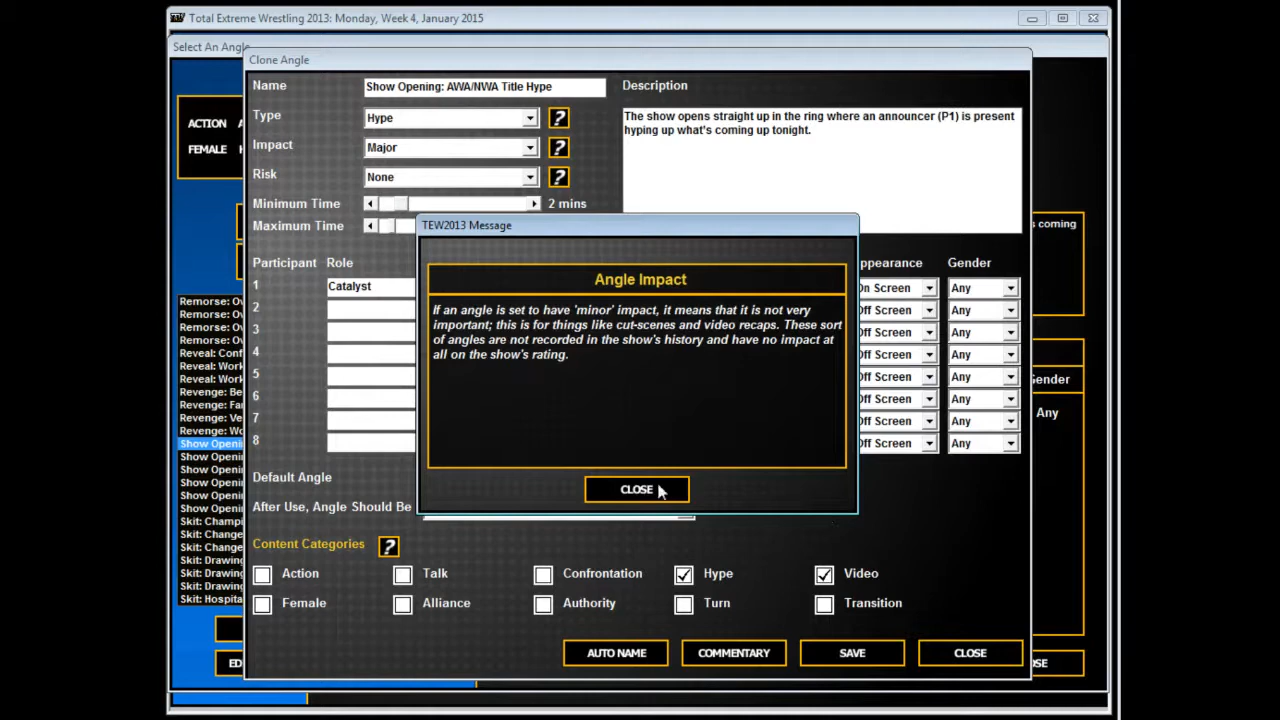 Total Extreme Wrestling 2013: Monday, Week 4, January 2015
Select An Angle
Clone Angle
Name
Show Opening: AWA/NWA Title Hype
Description
Type
Hype
?
The show opens straight up in the ring where an announcer (P1) is present
hyping up what's coming up tonight.
ACTION
Impact
Major
?
FEMALE
Risk
None
?
Minimum Time
2 mins
Maximum Time
TEW2013 Message
coming
Participant
Role
Gender
Angle Impact
1
Catalyst
On Screen
Any
If an angle is set to have 'minor' impact, it means that it is not very
important; this is for things like cut-scenes and video recaps. These sort
of angles are not recorded in the show's history and have no impact at
all on the show's rating.
2
Off Screen
Any
3
Off Screen
Any
4
Off Screen
Any
5
Off Screen
Any
6
Off Screen
Any
7
Off Screen
Any
8
Off Screen
Any
Gender
Any
CLOSE
Remorse: Ov
Remorse: Ov
Remorse: Ov
Remorse: Ov
Reveal: Conf
Reveal: Work
Reveal: Work
Revenge: Be
Revenge: Fa
Revenge: Ve
Revenge: Wo
Show Openi
Show Openi
Show Openi
Show Openi
Show Openi
Show Openi
Skit: Champi
Skit: Change
Skit: Change
Skit: Drawing
Skit: Drawing
Skit: Drawing
Skit: Hospita
Default Angle
After Use, Angle Should Be
Content Categories
?
Action
Talk
Confrontation
Hype
Video
Female
Alliance
Authority
Turn
Transition
AUTO NAME
COMMENTARY
SAVE
CLOSE